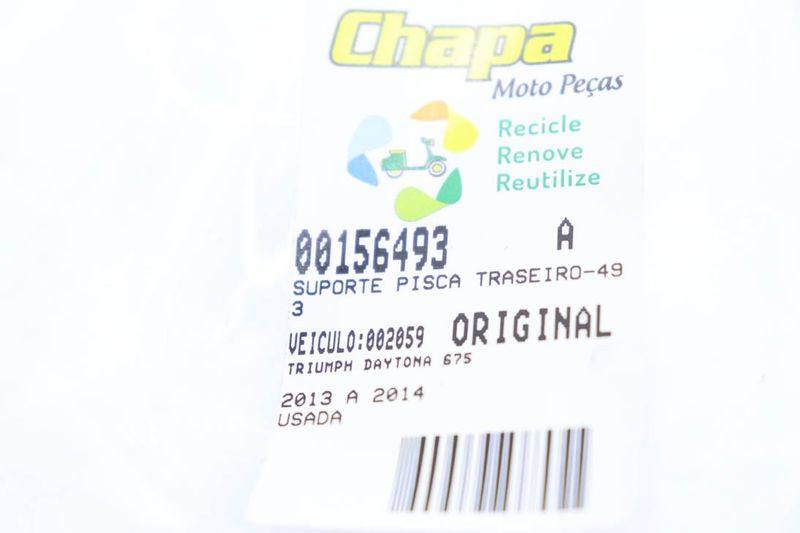 Chapa
Moto Peças
Recicle
Renove
Reutilize
00156493 A
SUPORTE PISCA TRASEIRO-49
3
VEICULO:002059 ORIGINAL
TRIUMPH DAYTONA 675
2013 A 2014
USADA